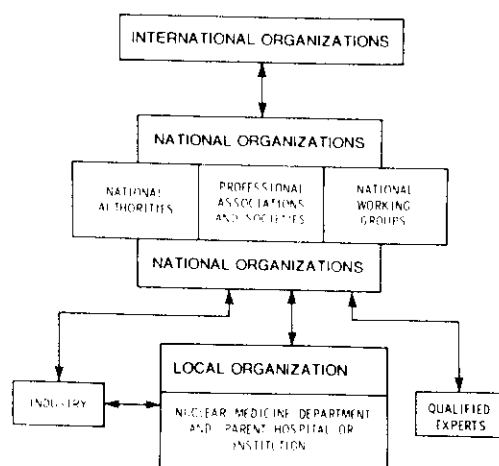 INTERNATIONAL ORGANIZATIONS
NATIONAL ORGANIZATIONS
NATIONAL
AUTHORITIES
PROFESSIONAL
ASSOCIATIONS
AND SOCIETIES
NATIONAL
WORKING
GROUPS
NATIONAL ORGANIZATIONS
LOCAL ORGANIZATION
NUCLEAR MEDICINE DEPARTMENT
AND PARENT HOSPITAL OR
INSTITUTION
INDUSTRY
QUALIFIED
EXPERTS